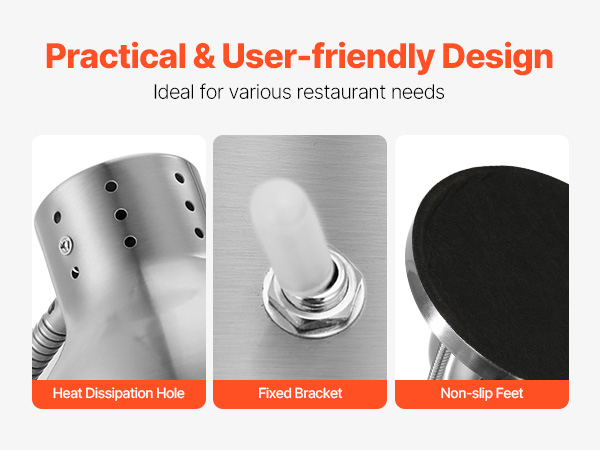 Practical & User-friendly Design
Ideal for various restaurant needs
Heat Dissipation Hole
Fixed Bracket
Non-slip Feet